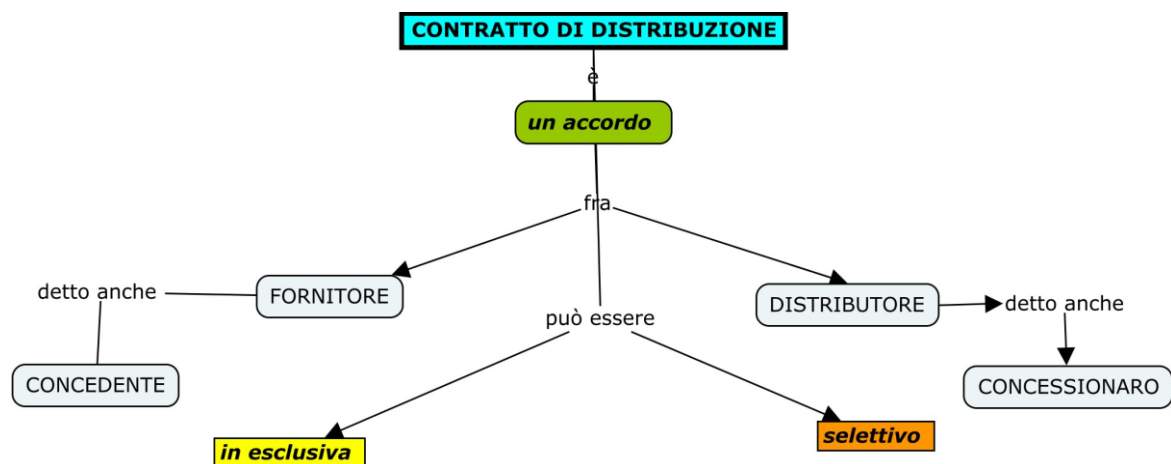 CONTRATTO DI DISTRIBUZIONE
è
un accordo
fra
FORNITORE
detto anche
CONCEDENTE
DISTRIBUTORE
detto anche
CONCESSIONARO
può essere
in esclusiva
selettivo